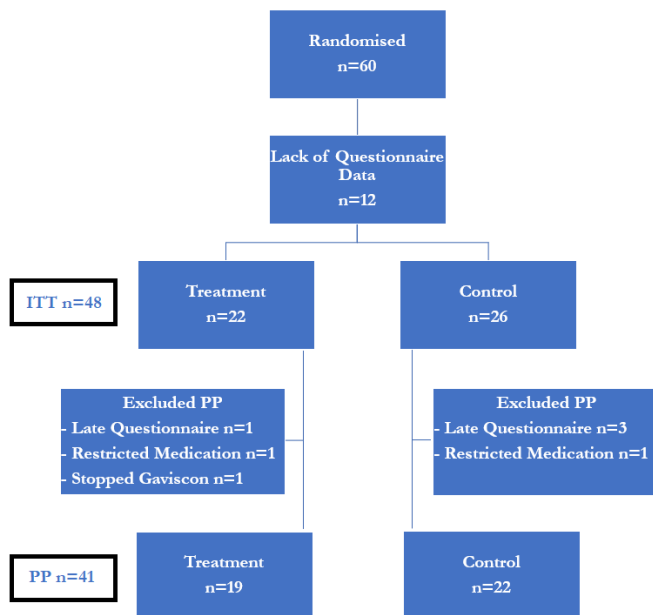 Randomised
n=60
Lack of Questionnaire
Data
n=12
ITT n=48
Treatment
n=22
Control
n=26
Excluded PP
- Late Questionnaire n=1
- Restricted Medication n=1
- Stopped Gaviscon n=1
Excluded PP
- Late Questionnaire n=3
- Restricted Medication n=1
PP n=41
Treatment
n=19
Control
n=22